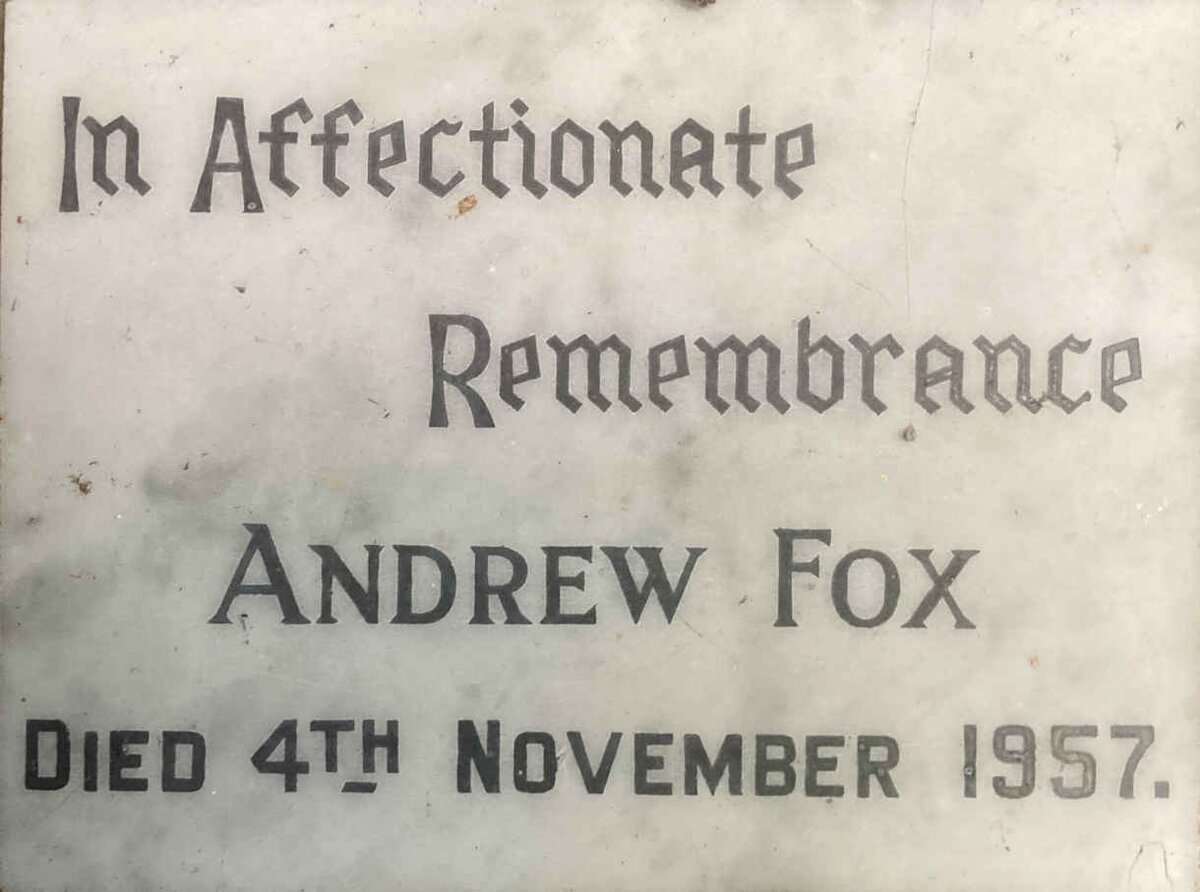 In Affectionate
Remembrance
ANDREW FOX
DIED 4TH NOVEMBER 1957.